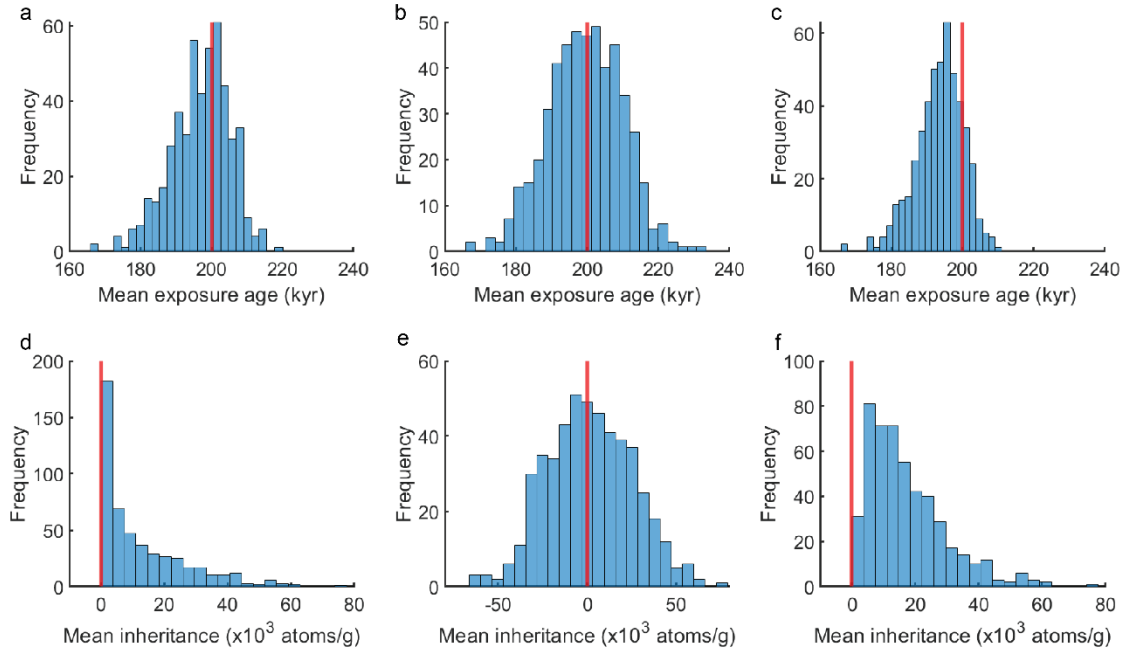 a
60
40
20
0
Frequency
160 180 200 220 240
Mean exposure age (kyr)
b
50
40
30
20
10
0
Frequency
160 180 200 220 240
Mean exposure age (kyr)
c
60
40
20
0
Frequency
160 180 200 220 240
Mean exposure age (kyr)
d
200
150
100
50
0
Frequency
0 20 40 60 80
Mean inheritance (x10³ atoms/g)
e
60
40
20
0
Frequency
-50 0 50
Mean inheritance (x10³ atoms/g)
f
100
80
60
40
20
0
Frequency
0 20 40 60 80
Mean inheritance (x10³ atoms/g)